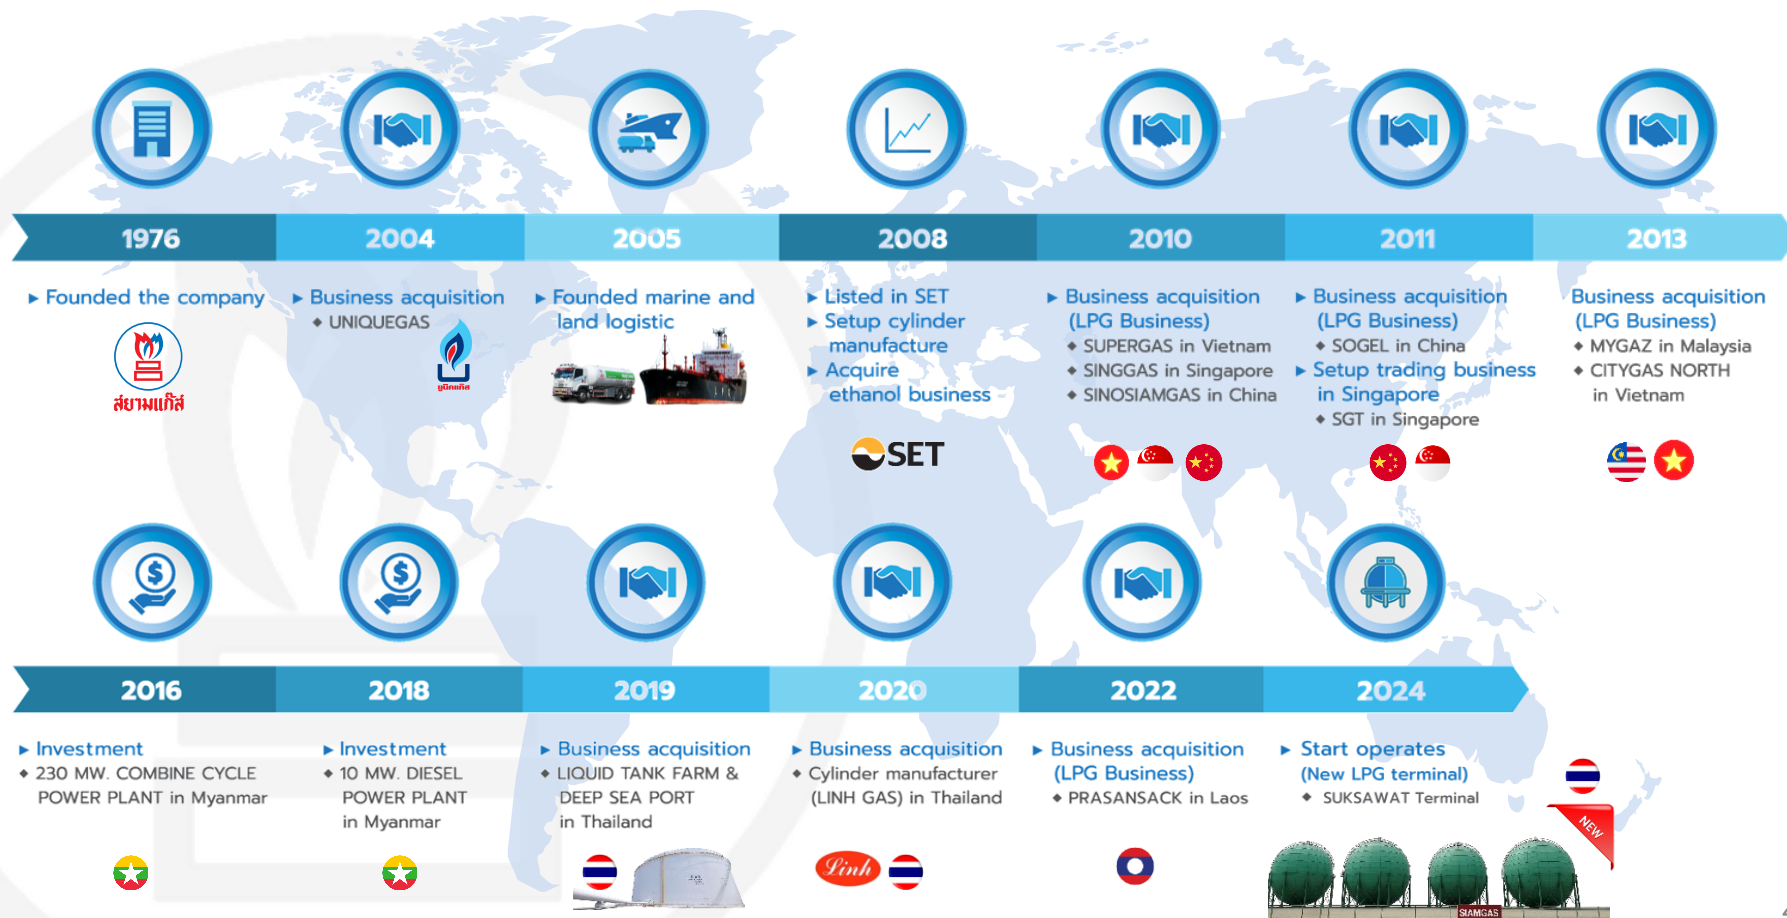 1976
► Founded the company
สยามแก๊ส
2004
► Business acquisition
◆ UNIQUEGAS
ยูนิคแก๊ส
2005
► Founded marine and
land logistic
2008
► Listed in SET
► Setup cylinder
manufacture
► Acquire
ethanol business
SET
2010
► Business acquisition
(LPG Business)
◆ SUPERGAS in Vietnam
◆ SINGGAS in Singapore
◆ SINOSIAMGAS in China
2011
► Business acquisition
(LPG Business)
◆ SOGEL in China
► Setup trading business
in Singapore
◆ SGT in Singapore
2013
Business acquisition
(LPG Business)
◆ MYGAZ in Malaysia
◆ CITYGAS NORTH
in Vietnam
2016
► Investment
◆ 230 MW. COMBINE CYCLE
POWER PLANT in Myanmar
2018
► Investment
◆ 10 MW. DIESEL
POWER PLANT
in Myanmar
2019
► Business acquisition
◆ LIQUID TANK FARM &
DEEP SEA PORT
in Thailand
2020
► Business acquisition
◆ Cylinder manufacturer
(LINH GAS) in Thailand
Linh
2022
► Business acquisition
(LPG Business)
◆ PRASANSACK in Laos
2024
► Start operates
(New LPG terminal)
◆ SUKSAWAT Terminal
NEW
SIAMGAS